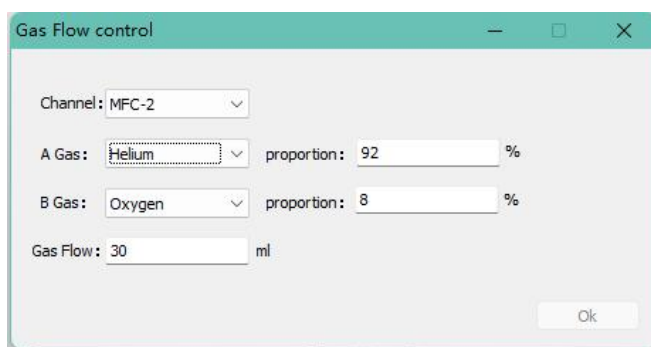 Gas Flow control
Channel: MFC-2
A Gas: Helium proportion: 92 %
B Gas: Oxygen proportion: 8 %
Gas Flow: 30 ml
Ok